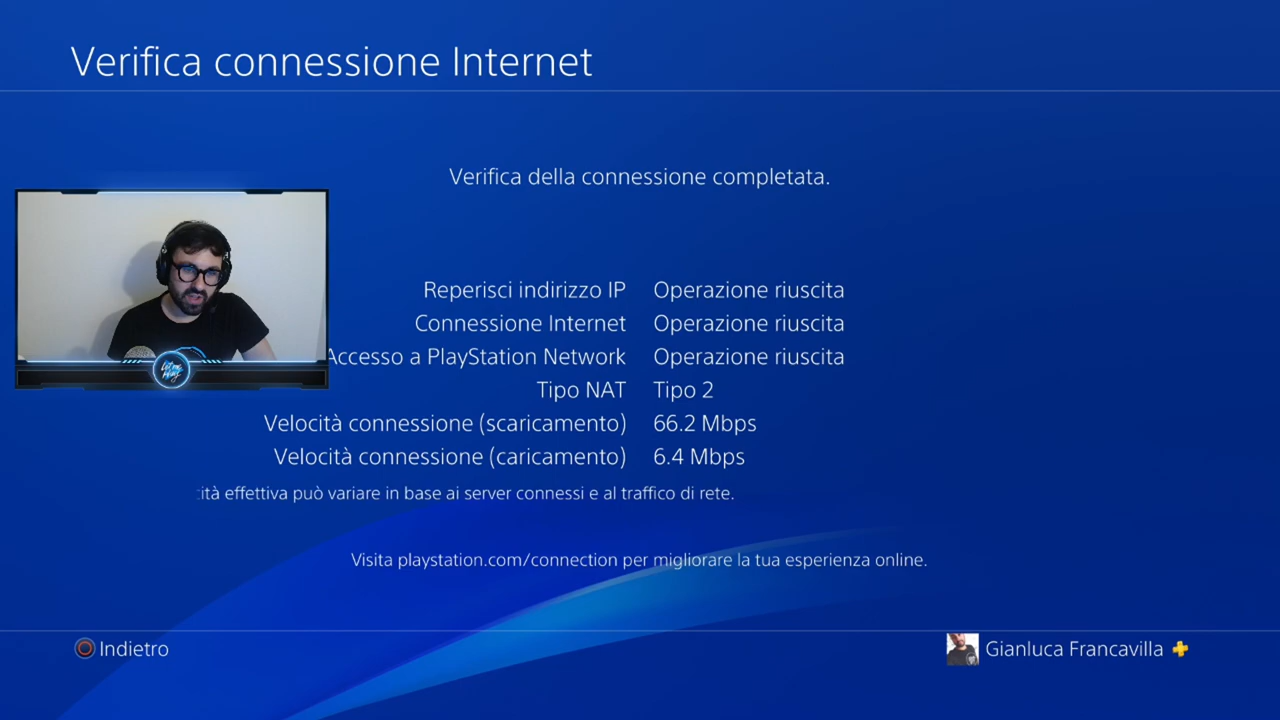 Verifica connessione Internet
Verifica della connessione completata.
Reperisci indirizzo IP Operazione riuscita
Connessione Internet Operazione riuscita
Accesso a PlayStation Network Operazione riuscita
Tipo NAT Tipo 2
Velocità connessione (scaricamento) 66.2 Mbps
Velocità connessione (caricamento) 6.4 Mbps
ità effettiva può variare in base ai server connessi e al traffico di rete.
Visita playstation.com/connection per migliorare la tua esperienza online.
Indietro
Gianluca Francavilla